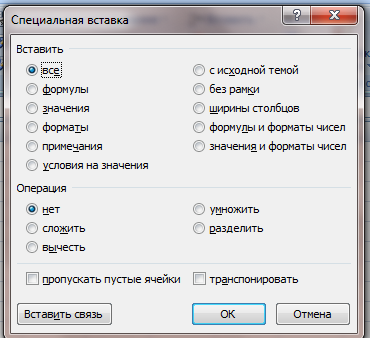 Специальная вставка
Вставить
все
с исходной темой
формулы
без рамки
значения
ширины столбцов
форматы
формулы и форматы чисел
примечания
значения и форматы чисел
условия на значения
Операция
нет
умножить
сложить
разделить
вычесть
пропускать пустые ячейки
транспонировать
Вставить связь
ОК
Отмена